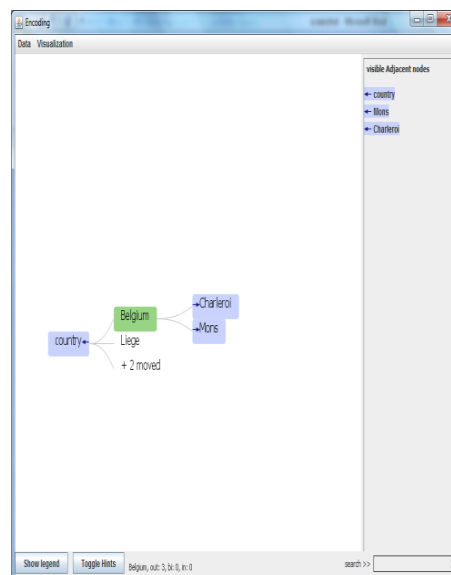 Encoding
Data Visualization
visible Adjacent nodes
← country
← Mons
← Charleroi
Charleroi
Belgium
Mons
country
Liege
+ 2 moved
Show legend Toggle Hints Belgium, out: 3, bi: 0, in: 0 search >>